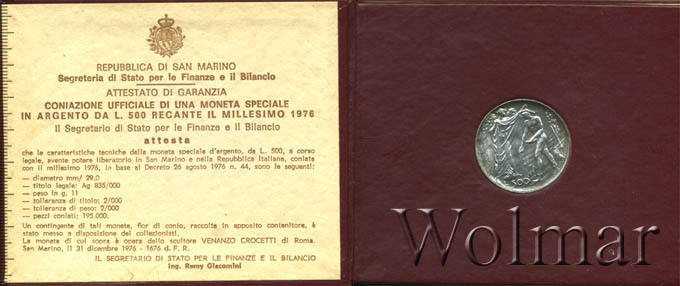 REPUBBLICA DI SAN MARINO
Segreteria di Stato per le Finanze e il Bilancio
ATTESTATO DI GARANZIA
CONIAZIONE UFFICIALE DI UNA MONETA SPECIALE
IN ARGENTO DA L. 500 RECANTE IL MILLESIMO 1976
Il Segretario di Stato per le Finanze e il Bilancio
attesta
che le caratteristiche tecniche della moneta speciale d'argento, da L. 500, a corso
legale, avente potere liberatorio in San Marino e nella Repubblica Italiana, coniata
con il millesimo 1976, in base al Decreto 26 agosto 1976 n. 44, sono le seguenti:
— diametro mm/ 29,0
— titolo legale: Ag 835/000
— peso in g. 11
— tolleranza di titolo: 2/000
— tolleranza di peso: 2/000
— pezzi coniati: 195.000.
Un contingente di tali monete, fior di conio, raccolta in apposito contenitore, è
stato messo a disposizione dei collezionisti.
La moneta di cui sopra è opera dello scultore VENANZO CROCETTI di Roma.
San Marino, lì 31 dicembre 1976 - 1676 d. F. R.
IL SEGRETARIO DI STATO PER LE FINANZE E IL BILANCIO
Ing. Remy Giacomini
Wolmar